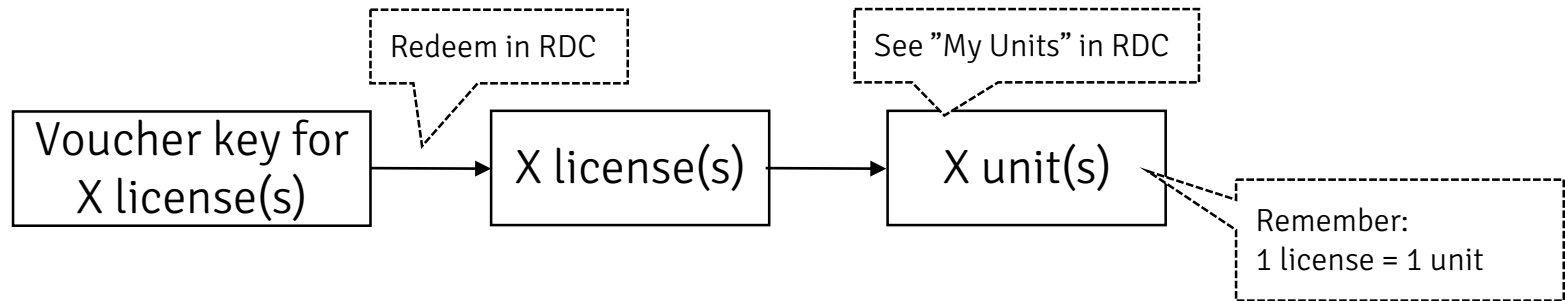 Redeem in RDC
See ”My Units” in RDC
Voucher key for
X license(s)
X license(s)
X unit(s)
Remember:
1 license = 1 unit